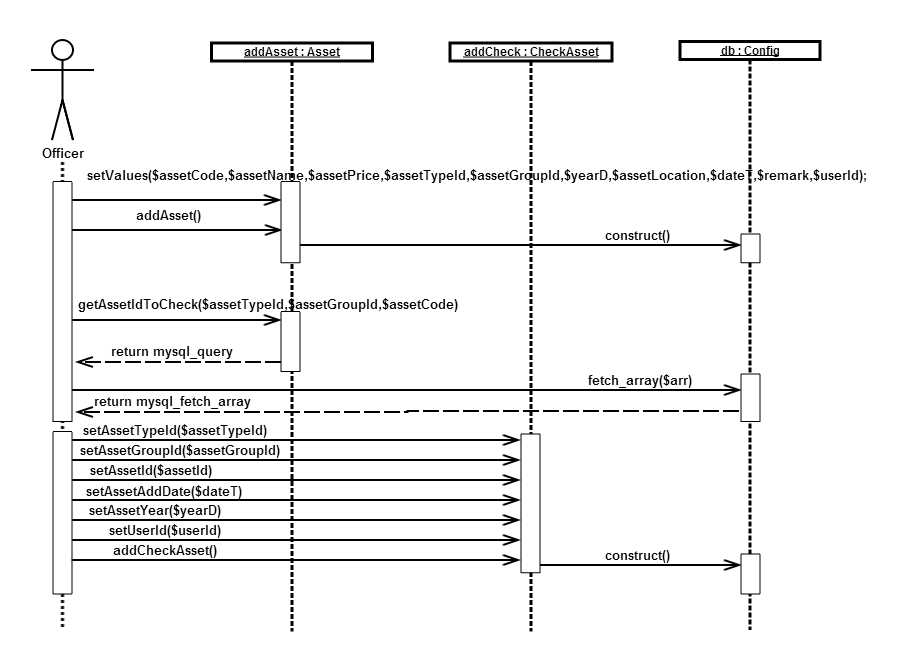 addAsset : Asset
addCheck : CheckAsset
db : Config
Officer
setValues($assetCode,$assetName,$assetPrice,$assetTypeId,$assetGroupId,$yearD,$assetLocation,$dateT,$remark,$userId);
addAsset()
construct()
getAssetIdToCheck($assetTypeId,$assetGroupId,$assetCode)
return mysql_query
fetch_array($arr)
return mysql_fetch_array
setAssetTypeId($assetTypeId)
setAssetGroupId($assetGroupId)
setAssetId($assetId)
setAssetAddDate($dateT)
setAssetYear($yearD)
setUserId($userId)
addCheckAsset()
construct()